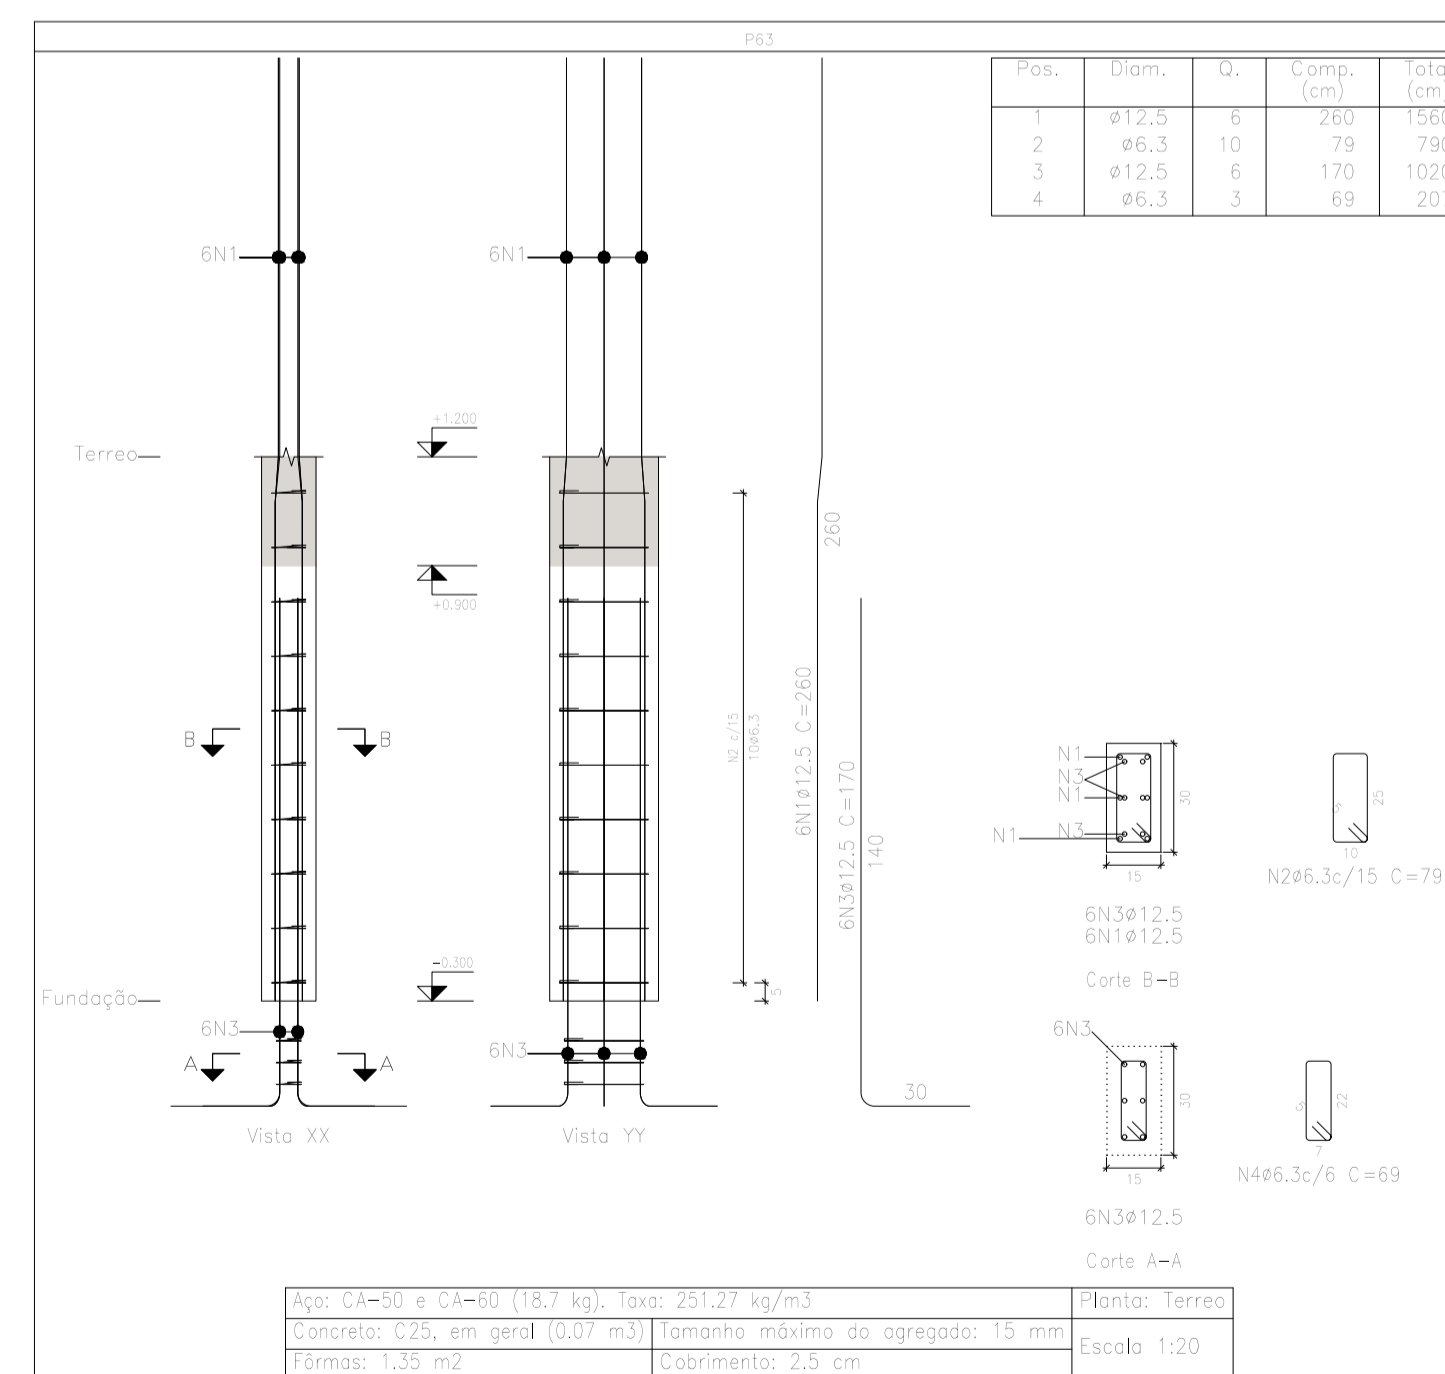 P63
Pos. Diam. Q. Comp. (cm) Tota (cm
1 ø12.5 6 260 1560
2 ø6.3 10 79 790
3 ø12.5 6 170 1020
4 ø6.3 3 69 207
6N1
6N1
+1.200
Terreo
+0.900
260
N2 c/15
10ø6.3
6N1ø12.5 C=260
6N3ø12.5 C=170
140
B B
-0.300
5
Fundação
6N3
6N3
A A
30
Vista XX
Vista YY
N1
N3
N1
N1
N3
30
15
5
25
10
N2ø6.3c/15 C=79
6N3ø12.5
6N1ø12.5
Corte B-B
6N3
30
15
5
22
7
N4ø6.3c/6 C=69
6N3ø12.5
Corte A-A
Aço: CA-50 e CA-60 (18.7 kg). Taxa: 251.27 kg/m3
Planta: Terreo
Concreto: C25, em geral (0.07 m3)
Tamanho máximo do agregado: 15 mm
Escala 1:20
Fôrmas: 1.35 m2
Cobrimento: 2.5 cm